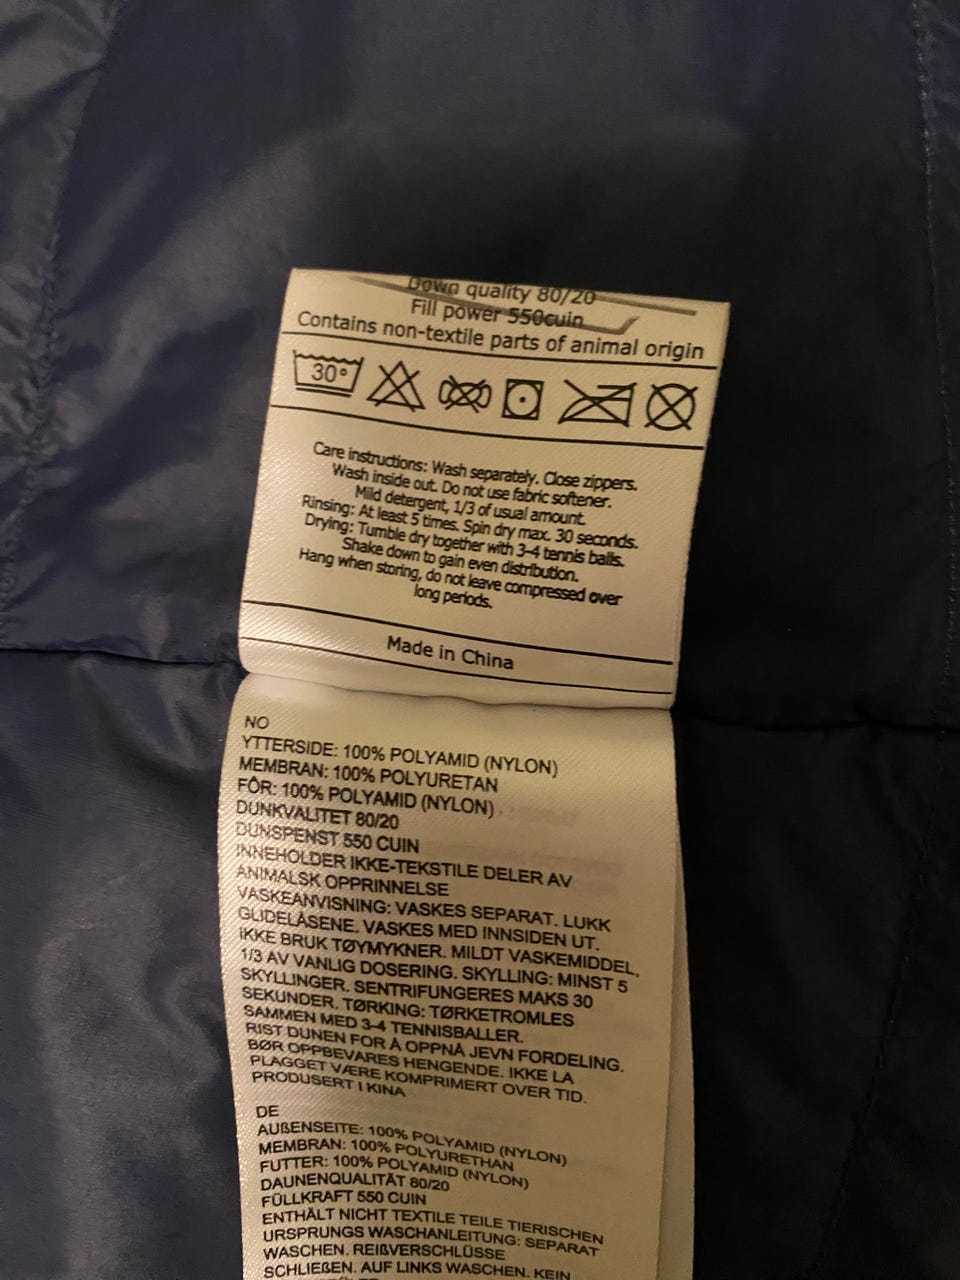 Down quality 80/20
Fill power 550cuin
Contains non-textile parts of animal origin
30°
Care instructions: Wash separately. Close zippers.
Wash inside out. Do not use fabric softener.
Mild detergent, 1/3 of usual amount.
Rinsing: At least 5 times. Spin dry max. 30 seconds.
Drying: Tumble dry together with 3-4 tennis balls.
Shake down to gain even distribution.
Hang when storing, do not leave compressed over
long periods.
Made in China
NO
YTTERSIDE: 100% POLYAMID (NYLON)
MEMBRAN: 100% POLYURETAN
FÔR: 100% POLYAMID (NYLON)
DUNKVALITET 80/20
DUNSPENST 550 CUIN
INNEHOLDER IKKE-TEKSTILE DELER AV
ANIMALSK OPPRINNELSE
VASKEANVISNING: VASKES SEPARAT. LUKK
GLIDELÅSENE. VASKES MED INNSIDEN UT.
IKKE BRUK TØYMYKNER. MILDT VASKEMIDDEL,
1/3 AV VANLIG DOSERING. SKYLLING: MINST 5
SKYLLINGER. SENTRIFUNGERES MAKS 30
SEKUNDER. TØRKING: TØRKETROMLES
SAMMEN MED 3-4 TENNISBALLER.
RIST DUNEN FOR Å OPPNÅ JEVN FORDELING.
BØR OPPBEVARES HENGENDE. IKKE LA
PLAGGET VÆRE KOMPRIMERT OVER TID.
PRODUSERT I KINA
DE
AUßENSEITE: 100% POLYAMID (NYLON)
MEMBRAN: 100% POLYURETHAN
FUTTER: 100% POLYAMID (NYLON)
DAUNENQUALITÄT 80/20
FÜLLKRAFT 550 CUIN
ENTHÄLT NICHT TEXTILE TEILE TIERISCHEN
URSPRUNGS WASCHANLEITUNG: SEPARAT
WASCHEN. REIßVERSCHLÜSSE
SCHLIEßEN. AUF LINKS WASCHEN. KEIN